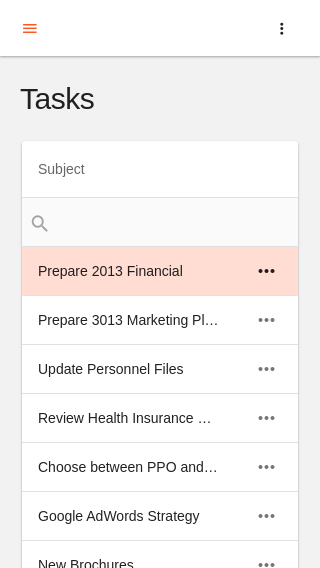 Tasks
Subject
Prepare 2013 Financial
Prepare 3013 Marketing Pl…
Update Personnel Files
Review Health Insurance …
Choose between PPO and…
Google AdWords Strategy
New Brochures